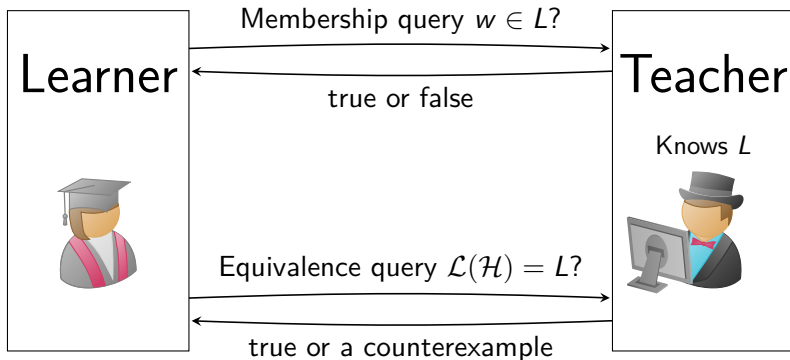 Learner
Membership query w ∈ L?
true or false
Teacher
Knows L
Equivalence query ℒ(ℋ) = L?
true or a counterexample